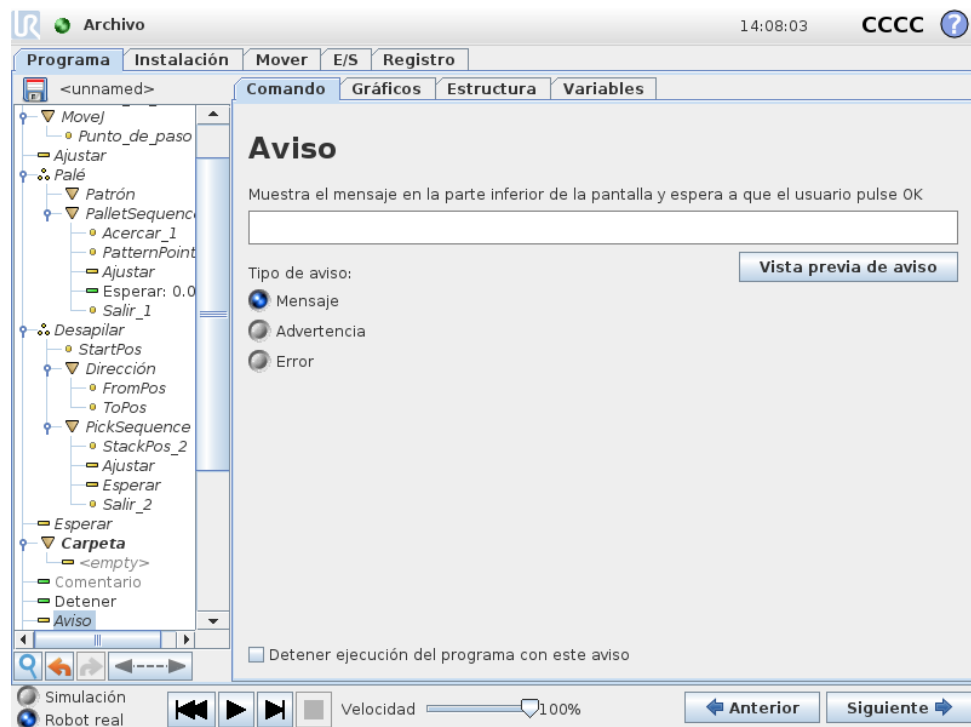 UR Archivo 14:08:03 CCCC ?
Programa Instalación Mover E/S Registro
<unnamed>
Comando Gráficos Estructura Variables
MoveJ
Punto_de_paso
Ajustar
Palé
Patrón
PalletSequenc
Acercar_1
PatternPoint
Ajustar
Esperar: 0.0
Salir_1
Desapilar
StartPos
Dirección
FromPos
ToPos
PickSequence
StackPos_2
Ajustar
Esperar
Salir_2
Esperar
Carpeta
<empty>
Comentario
Detener
Aviso
Aviso
Muestra el mensaje en la parte inferior de la pantalla y espera a que el usuario pulse OK
Vista previa de aviso
Tipo de aviso:
Mensaje
Advertencia
Error
Detener ejecución del programa con este aviso
Simulación
Robot real
Velocidad 100%
Anterior Siguiente